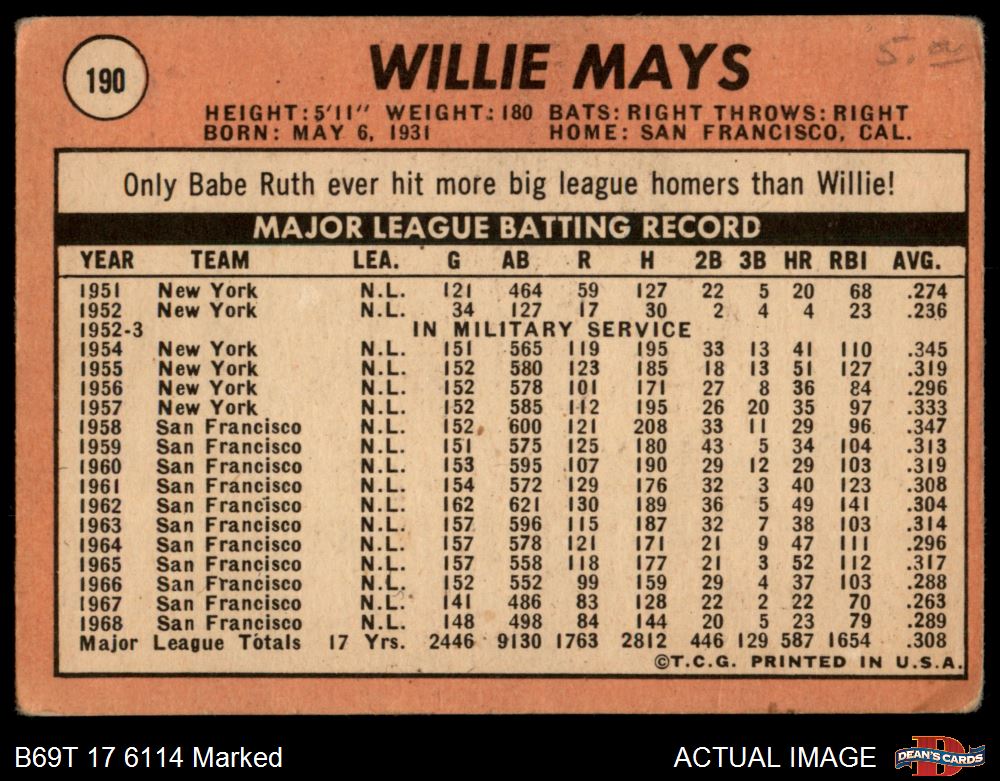 190
WILLIE MAYS
5.00
HEIGHT: 5'11" WEIGHT: 180 BATS: RIGHT THROWS: RIGHT
BORN: MAY 6, 1931 HOME: SAN FRANCISCO, CAL.
Only Babe Ruth ever hit more big league homers than Willie!
MAJOR LEAGUE BATTING RECORD
YEAR TEAM LEA. G AB R H 2B 3B HR RBI AVG.
1951 New York N.L. 121 464 59 127 22 5 20 68 .274
1952 New York N.L. 34 127 17 30 2 4 4 23 .236
1952-3 IN MILITARY SERVICE
1954 New York N.L. 151 565 119 195 33 13 41 110 .345
1955 New York N.L. 152 580 123 185 18 13 51 127 .319
1956 New York N.L. 152 578 101 171 27 8 36 84 .296
1957 New York N.L. 152 585 112 195 26 20 35 97 .333
1958 San Francisco N.L. 152 600 121 208 33 11 29 96 .347
1959 San Francisco N.L. 151 575 125 180 43 5 34 104 .313
1960 San Francisco N.L. 153 595 107 190 29 12 29 103 .319
1961 San Francisco N.L. 154 572 129 176 32 3 40 123 .308
1962 San Francisco N.L. 162 621 130 189 36 5 49 141 .304
1963 San Francisco N.L. 157 596 115 187 32 7 38 103 .314
1964 San Francisco N.L. 157 578 121 171 21 9 47 111 .296
1965 San Francisco N.L. 157 558 118 177 21 3 52 112 .317
1966 San Francisco N.L. 152 552 99 159 29 4 37 103 .288
1967 San Francisco N.L. 141 486 83 128 22 2 22 70 .263
1968 San Francisco N.L. 148 498 84 144 20 5 23 79 .289
Major League Totals 17 Yrs. 2446 9130 1763 2812 446 129 587 1654 .308
©T.C.G. PRINTED IN U.S.A.
B69T 17 6114 Marked
ACTUAL IMAGE
DEAN'S CARDS